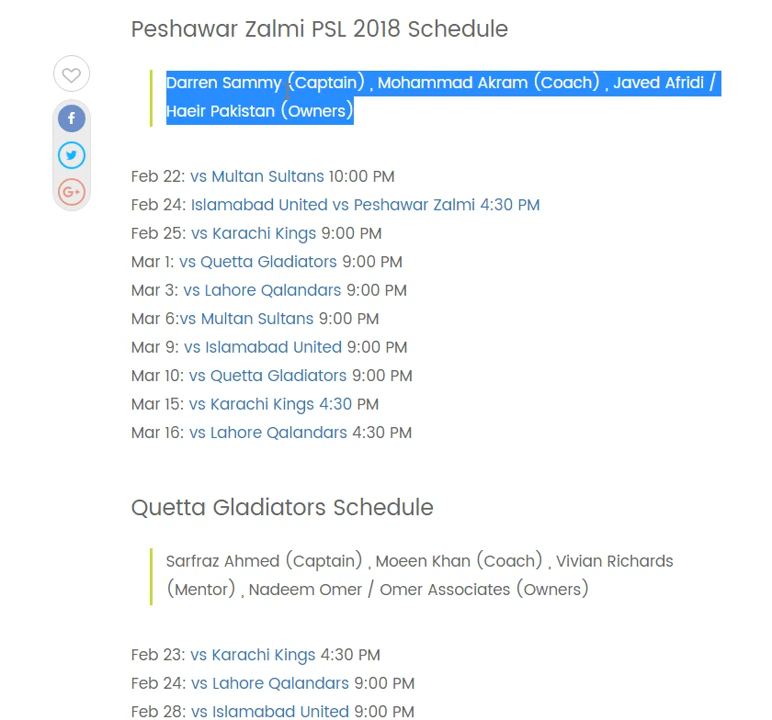 Peshawar Zalmi PSL 2018 Schedule
Darren Sammy (Captain) , Mohammad Akram (Coach) , Javed Afridi /
Haeir Pakistan (Owners)
f
G+
Feb 22: vs Multan Sultans 10:00 PM
Feb 24: Islamabad United vs Peshawar Zalmi 4:30 PM
Feb 25: vs Karachi Kings 9:00 PM
Mar 1: vs Quetta Gladiators 9:00 PM
Mar 3: vs Lahore Qalandars 9:00 PM
Mar 6:vs Multan Sultans 9:00 PM
Mar 9: vs Islamabad United 9:00 PM
Mar 10: vs Quetta Gladiators 9:00 PM
Mar 15: vs Karachi Kings 4:30 PM
Mar 16: vs Lahore Qalandars 4:30 PM
Quetta Gladiators Schedule
Sarfraz Ahmed (Captain) , Moeen Khan (Coach) , Vivian Richards
(Mentor) , Nadeem Omer / Omer Associates (Owners)
Feb 23: vs Karachi Kings 4:30 PM
Feb 24: vs Lahore Qalandars 9:00 PM
Feb 28: vs Islamabad United 9:00 PM